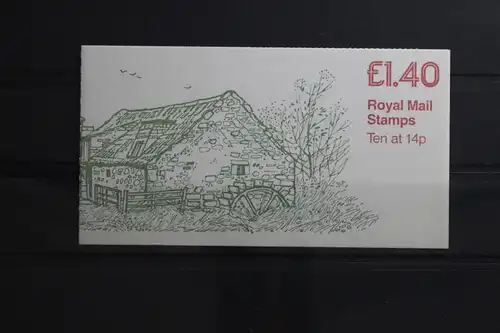 £1.40
Royal Mail
Stamps
Ten at 14p